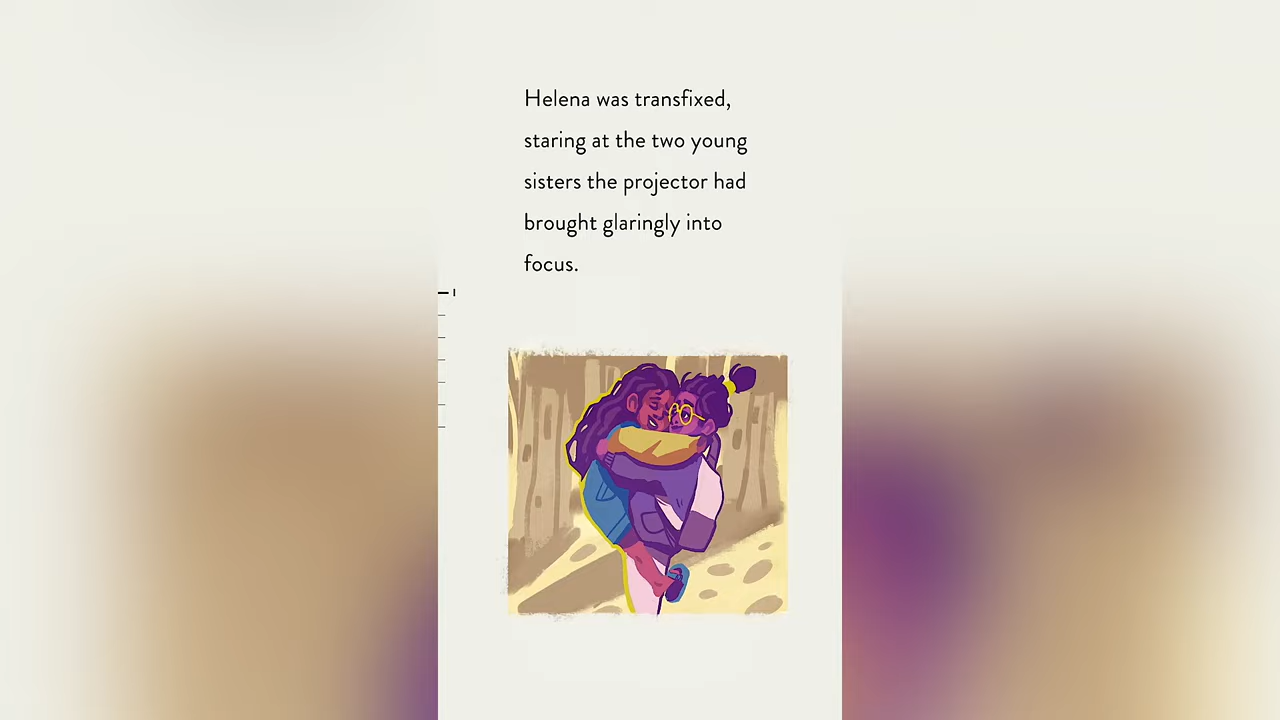 Helena was transfixed,
staring at the two young
sisters the projector had
brought glaringly into
focus.
I